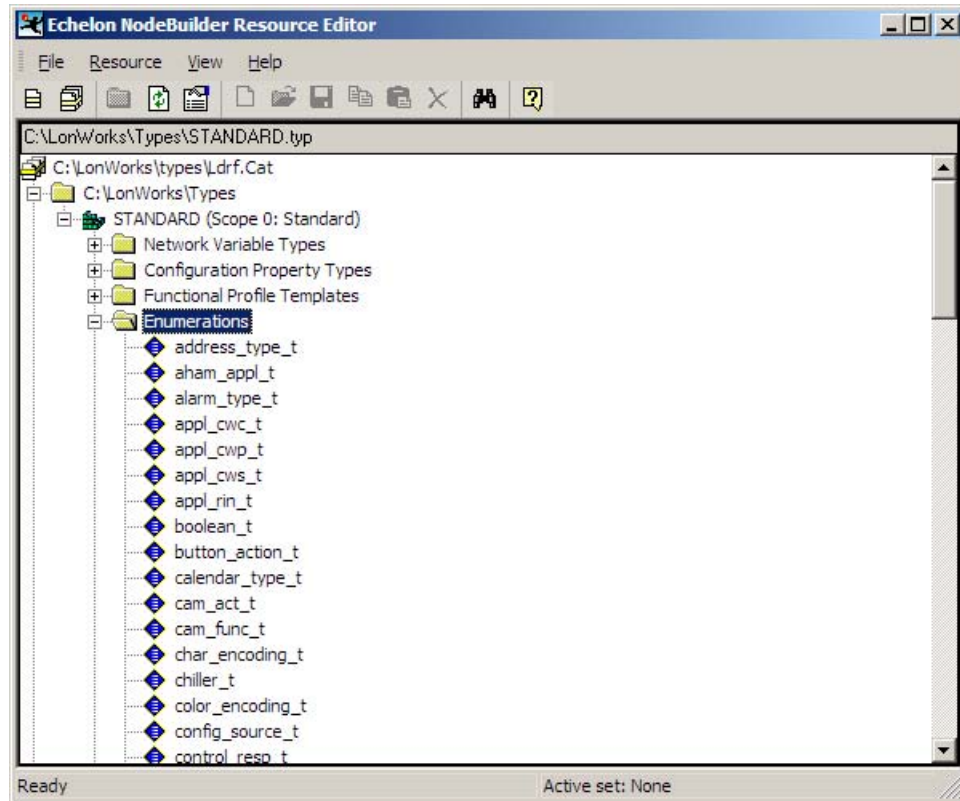 Echelon NodeBuilder Resource Editor
File Resource View Help
C:\LonWorks\Types\STANDARD.typ
C:\LonWorks\types\Ldrf.Cat
C:\LonWorks\Types
STANDARD (Scope 0: Standard)
Network Variable Types
Configuration Property Types
Functional Profile Templates
Enumerations
address_type_t
aham_appl_t
alarm_type_t
appl_cwc_t
appl_cwp_t
appl_cws_t
appl_rin_t
boolean_t
button_action_t
calendar_type_t
cam_act_t
cam_func_t
char_encoding_t
chiller_t
color_encoding_t
config_source_t
control_resp_t
Ready Active set: None